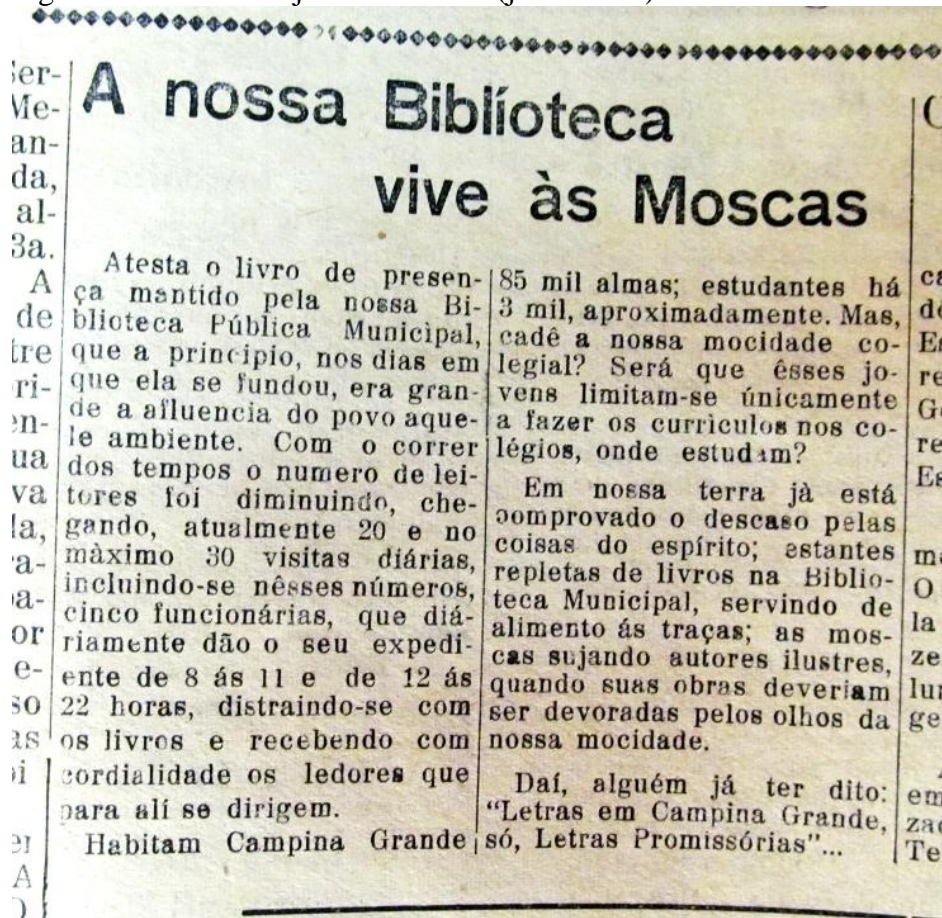 A nossa Biblíoteca
vive às Moscas
Atesta o livro de presen-
ça mantido pela nossa Bi-
blioteca Pública Municìpal,
que a principio, nos dias em
que ela se fundou, era gran-
de a afluencia do povo aque-
le ambiente. Com o correr
dos tempos o numero de lei-
tores foi diminuindo, che-
gando, atualmente 20 e no
màximo 30 visitas diárias,
incluindo-se nêsses números,
cinco funcionárias, que diá-
riamente dão o seu expedi-
ente de 8 ás 11 e de 12 ás
22 horas, distraindo-se com
os livros e recebendo com
cordialidade os ledores que
para alí se dirigem.
Habitam Campina Grande
85 mil almas; estudantes há
3 mil, aproximadamente. Mas,
cadê a nossa mocidade co-
legial? Será que êsses jo-
vens limitam-se únicamente
a fazer os curriculos nos co-
légios, onde estudam?
Em nossa terra jà está
comprovado o descaso pelas
coisas do espírito; estantes
repletas de livros na Biblio-
teca Municipal, servindo de
alimento ás traças; as mos-
cas sujando autores ilustres,
quando suas obras deveriam
ser devoradas pelos olhos da
nossa mocidade.
Daí, alguém já ter dito:
“Letras em Campina Grande,
só, Letras Promissórias”...